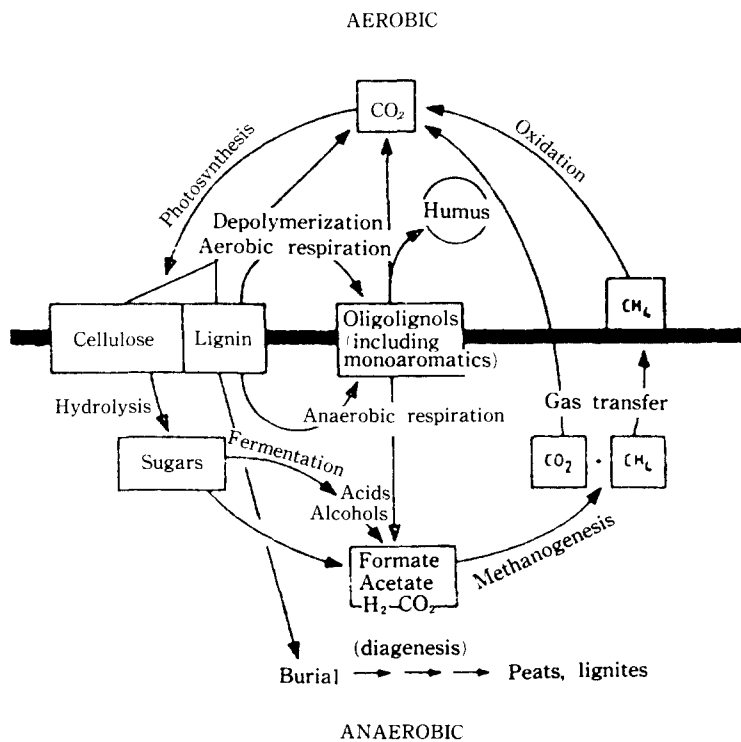 AEROBIC
CO₂
Photosynthesis
Oxidation
Humus
Depolymerization
Aerobic respiration
CH₄
Cellulose
Lignin
Oligolignols
(including
monoaromatics)
Hydrolysis
Anaerobic respiration
Gas transfer
Sugars
Fermentation
CO₂ · CH₄
Acids
Alcohols
Formate
Acetate
H₂–CO₂
Methanogenesis
(diagenesis)
Burial
Peats, lignites
ANAEROBIC